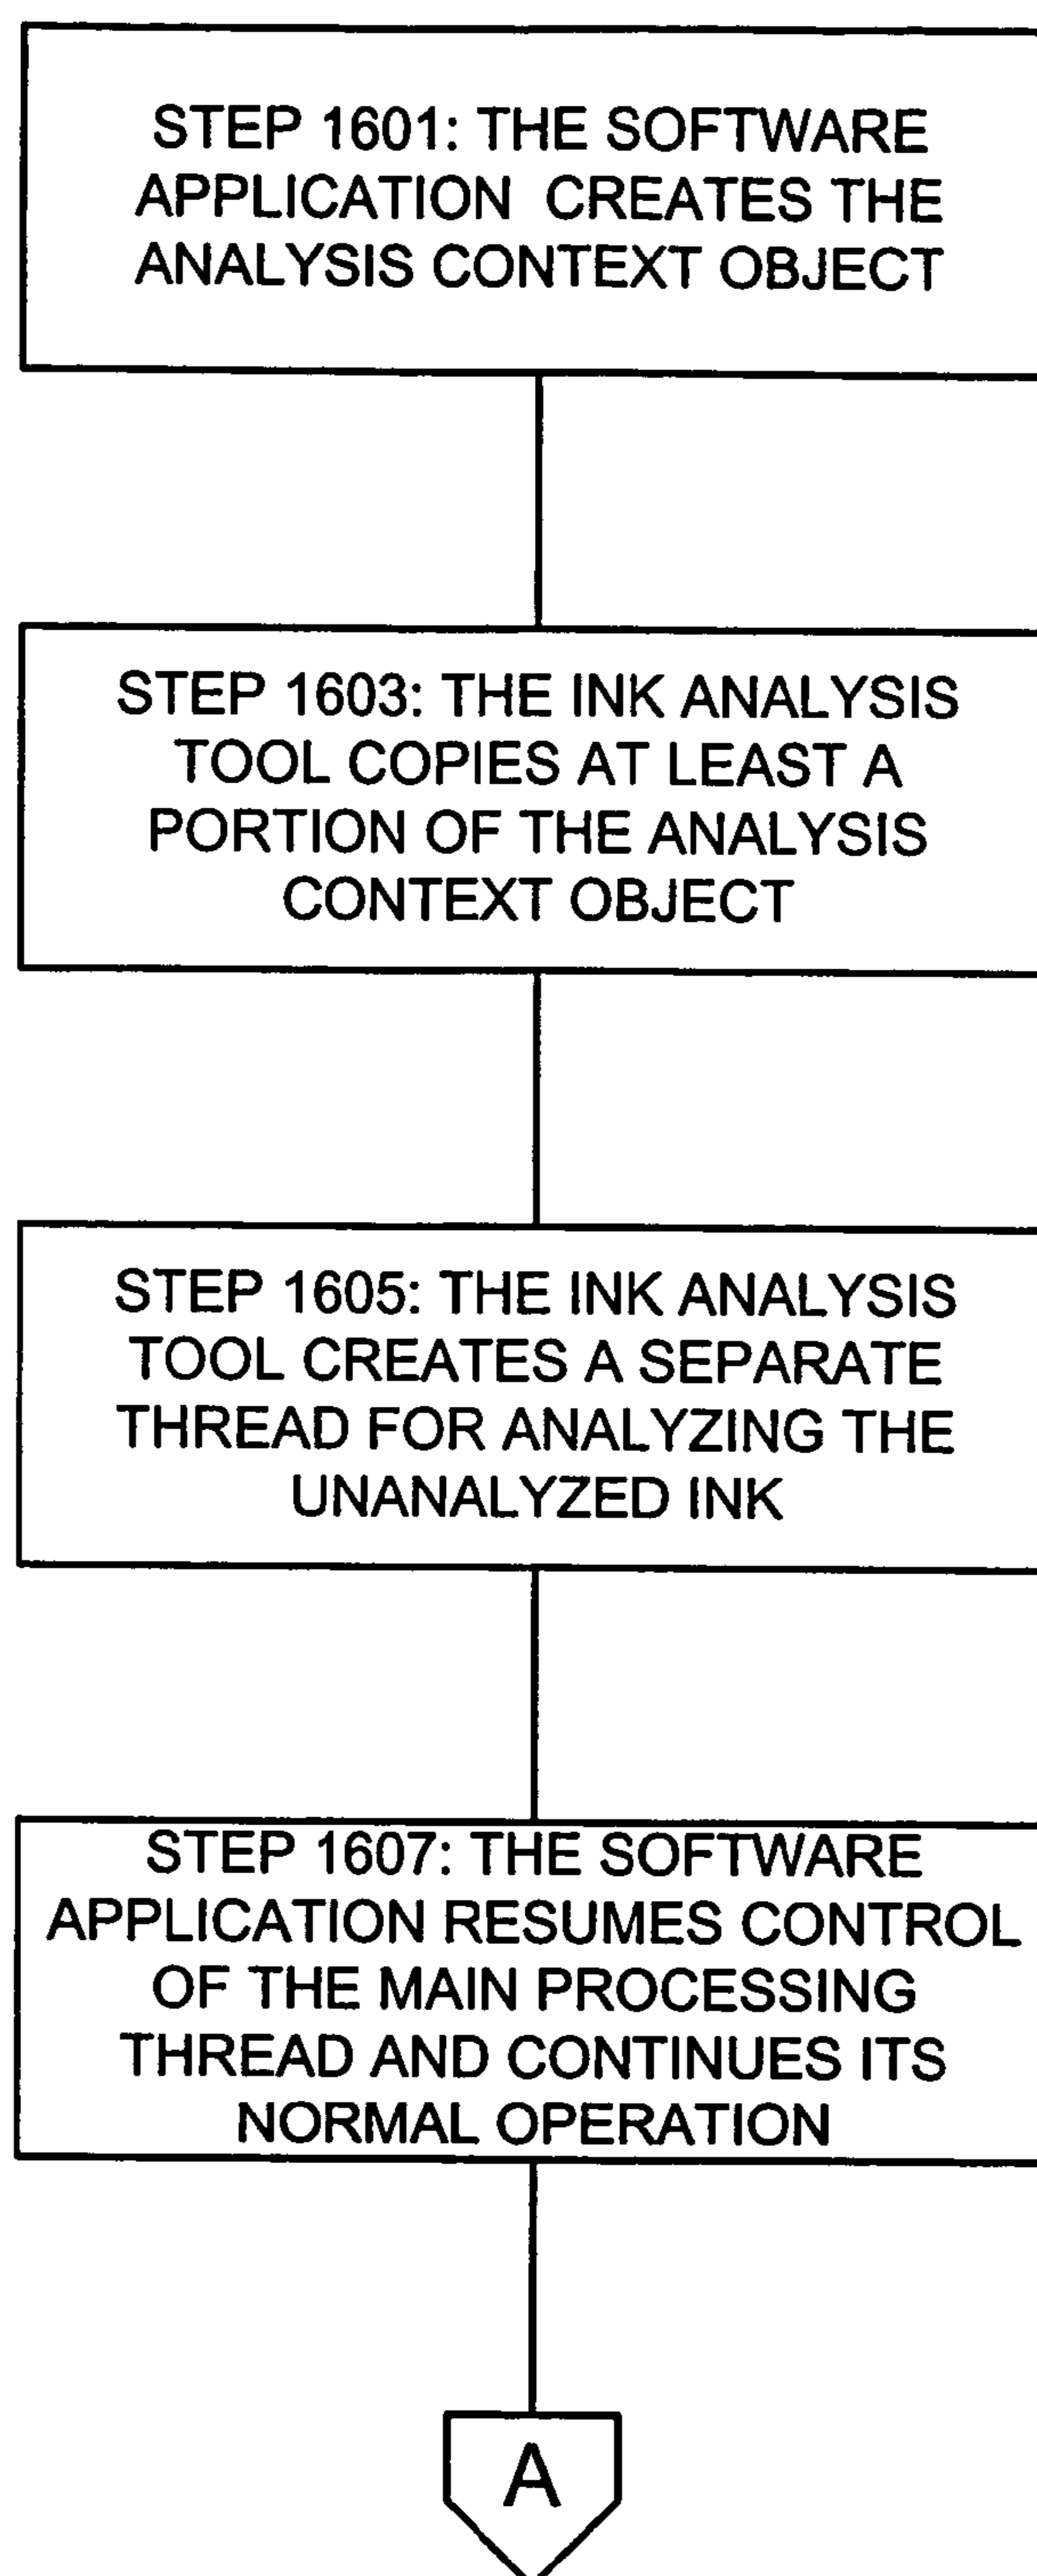 STEP 1601: THE SOFTWARE
APPLICATION CREATES THE
ANALYSIS CONTEXT OBJECT
STEP 1603: THE INK ANALYSIS
TOOL COPIES AT LEAST A
PORTION OF THE ANALYSIS
CONTEXT OBJECT
STEP 1605: THE INK ANALYSIS
TOOL CREATES A SEPARATE
THREAD FOR ANALYZING THE
UNANALYZED INK
STEP 1607: THE SOFTWARE
APPLICATION RESUMES CONTROL
OF THE MAIN PROCESSING
THREAD AND CONTINUES ITS
NORMAL OPERATION
A